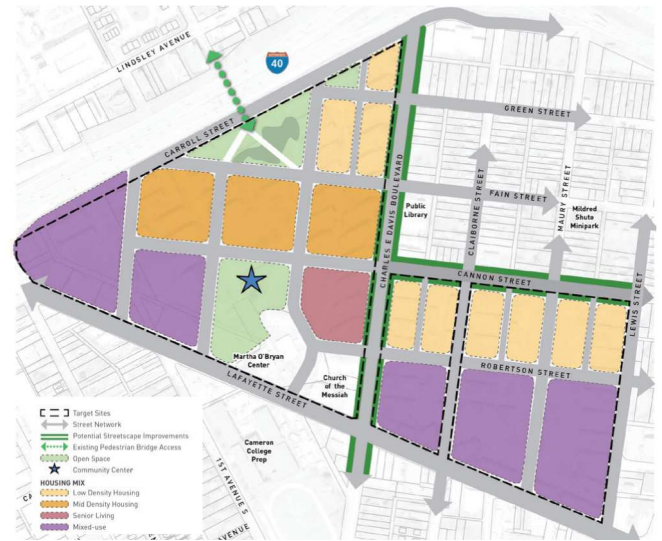 LINDSLEY AVENUE
INTERSTATE
40
CARROLL STREET
GREEN STREET
CHARLES E DAVIS BOULEVARD
CLAIBORNE STREET
FAIN STREET
MAURY STREET
Public
Library
Mildred
Shute
Minipark
CANNON STREET
LEWIS STREET
Martha O'Bryan
Center
ROBERTSON STREET
LAFAYETTE STREET
Church
of the
Messiah
Cameron
College
Prep
1ST AVENUE S
AVENUE
Target Sites
Street Network
Potential Streetscape Improvements
Existing Pedestrian Bridge Access
Open Space
Community Center
HOUSING MIX
Low Density Housing
Mid Density Housing
Senior Living
Mixed-use